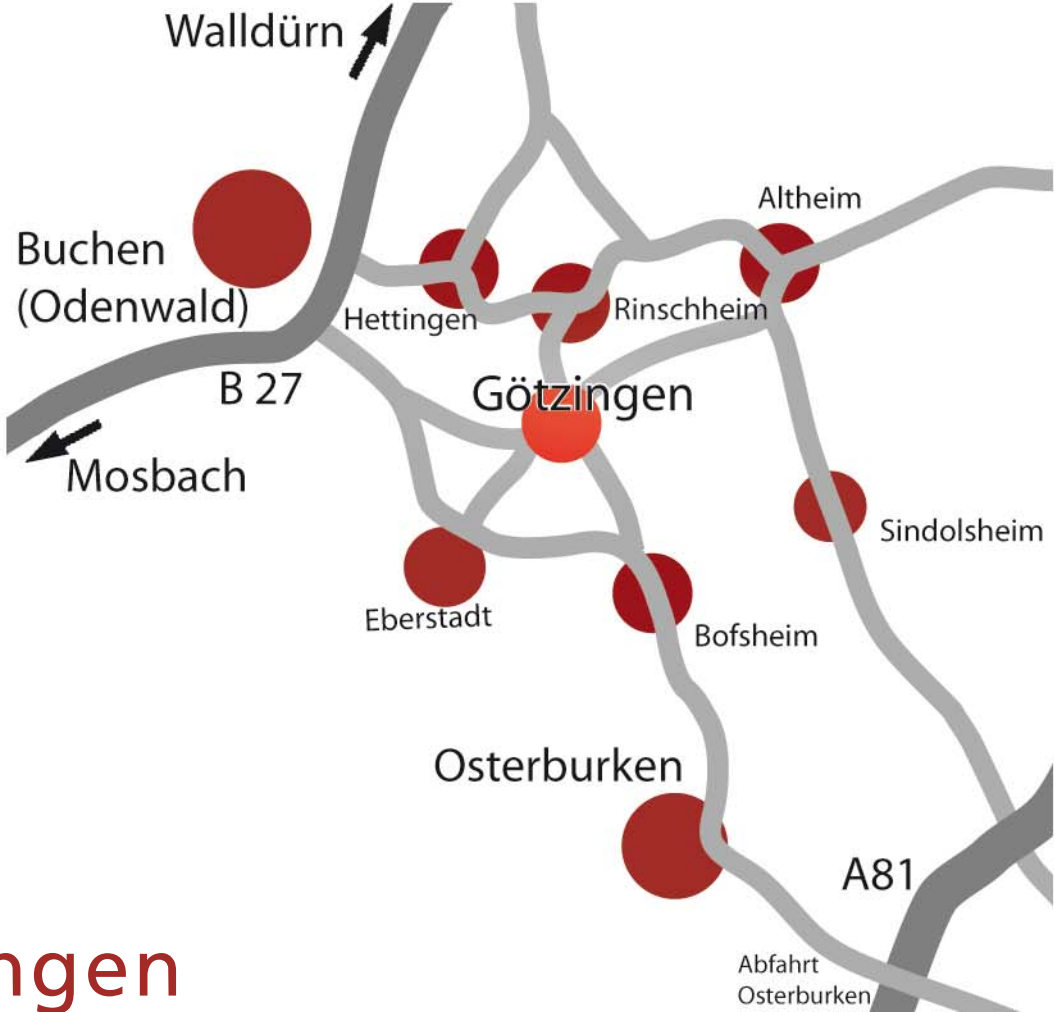 Walldürn
Altheim
Buchen
(Odenwald)
Hettingen
Rinschheim
B 27
Götzingen
Mosbach
Sindolsheim
Eberstadt
Bofsheim
Osterburken
A81
ngen
Abfahrt
Osterburken